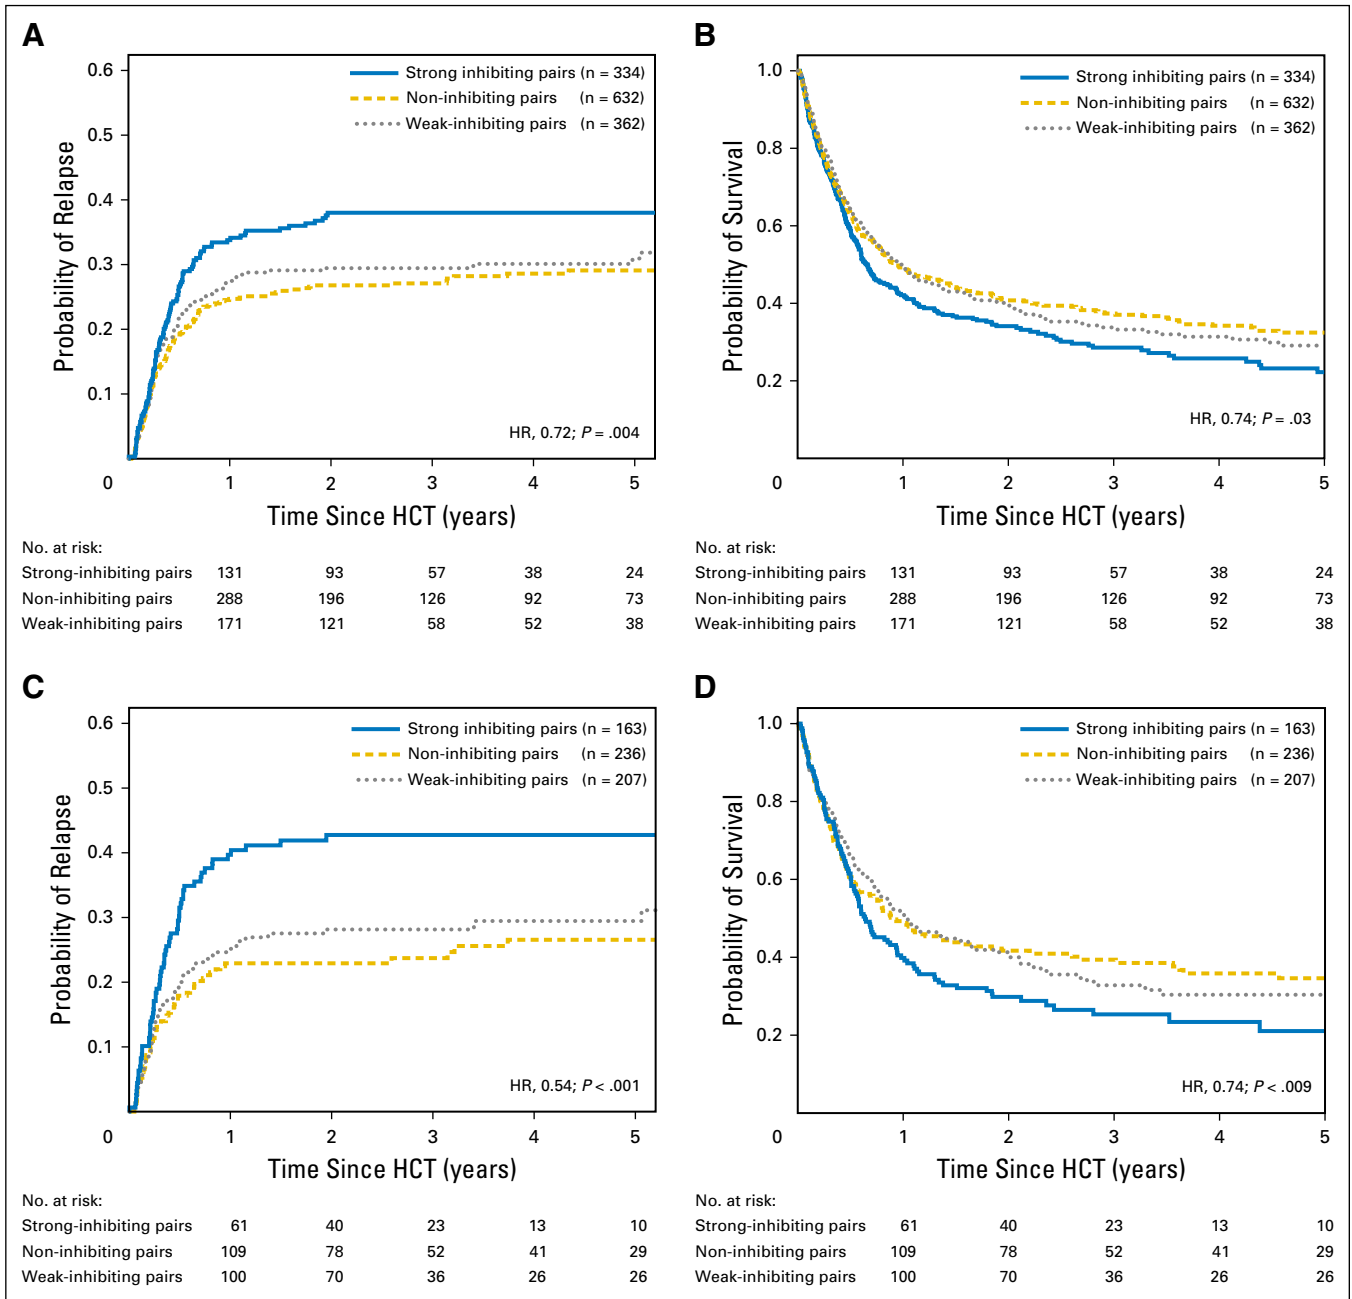 A
0.6
0.5
0.4
0.3
0.2
0.1
Probability of Relapse
Strong inhibiting pairs (n = 334)
Non-inhibiting pairs (n = 632)
Weak-inhibiting pairs (n = 362)
HR, 0.72; P = .004
0 1 2 3 4 5
Time Since HCT (years)
No. at risk:
Strong-inhibiting pairs 131 93 57 38 24
Non-inhibiting pairs 288 196 126 92 73
Weak-inhibiting pairs 171 121 58 52 38
B
1.0
0.8
0.6
0.4
0.2
Probability of Survival
Strong inhibiting pairs (n = 334)
Non-inhibiting pairs (n = 632)
Weak-inhibiting pairs (n = 362)
HR, 0.74; P = .03
0 1 2 3 4 5
Time Since HCT (years)
No. at risk:
Strong-inhibiting pairs 131 93 57 38 24
Non-inhibiting pairs 288 196 126 92 73
Weak-inhibiting pairs 171 121 58 52 38
C
0.6
0.5
0.4
0.3
0.2
0.1
Probability of Relapse
Strong inhibiting pairs (n = 163)
Non-inhibiting pairs (n = 236)
Weak-inhibiting pairs (n = 207)
HR, 0.54; P < .001
0 1 2 3 4 5
Time Since HCT (years)
No. at risk:
Strong-inhibiting pairs 61 40 23 13 10
Non-inhibiting pairs 109 78 52 41 29
Weak-inhibiting pairs 100 70 36 26 26
D
1.0
0.8
0.6
0.4
0.2
Probability of Survival
Strong inhibiting pairs (n = 163)
Non-inhibiting pairs (n = 236)
Weak-inhibiting pairs (n = 207)
HR, 0.74; P < .009
0 1 2 3 4 5
Time Since HCT (years)
No. at risk:
Strong-inhibiting pairs 61 40 23 13 10
Non-inhibiting pairs 109 78 52 41 29
Weak-inhibiting pairs 100 70 36 26 26